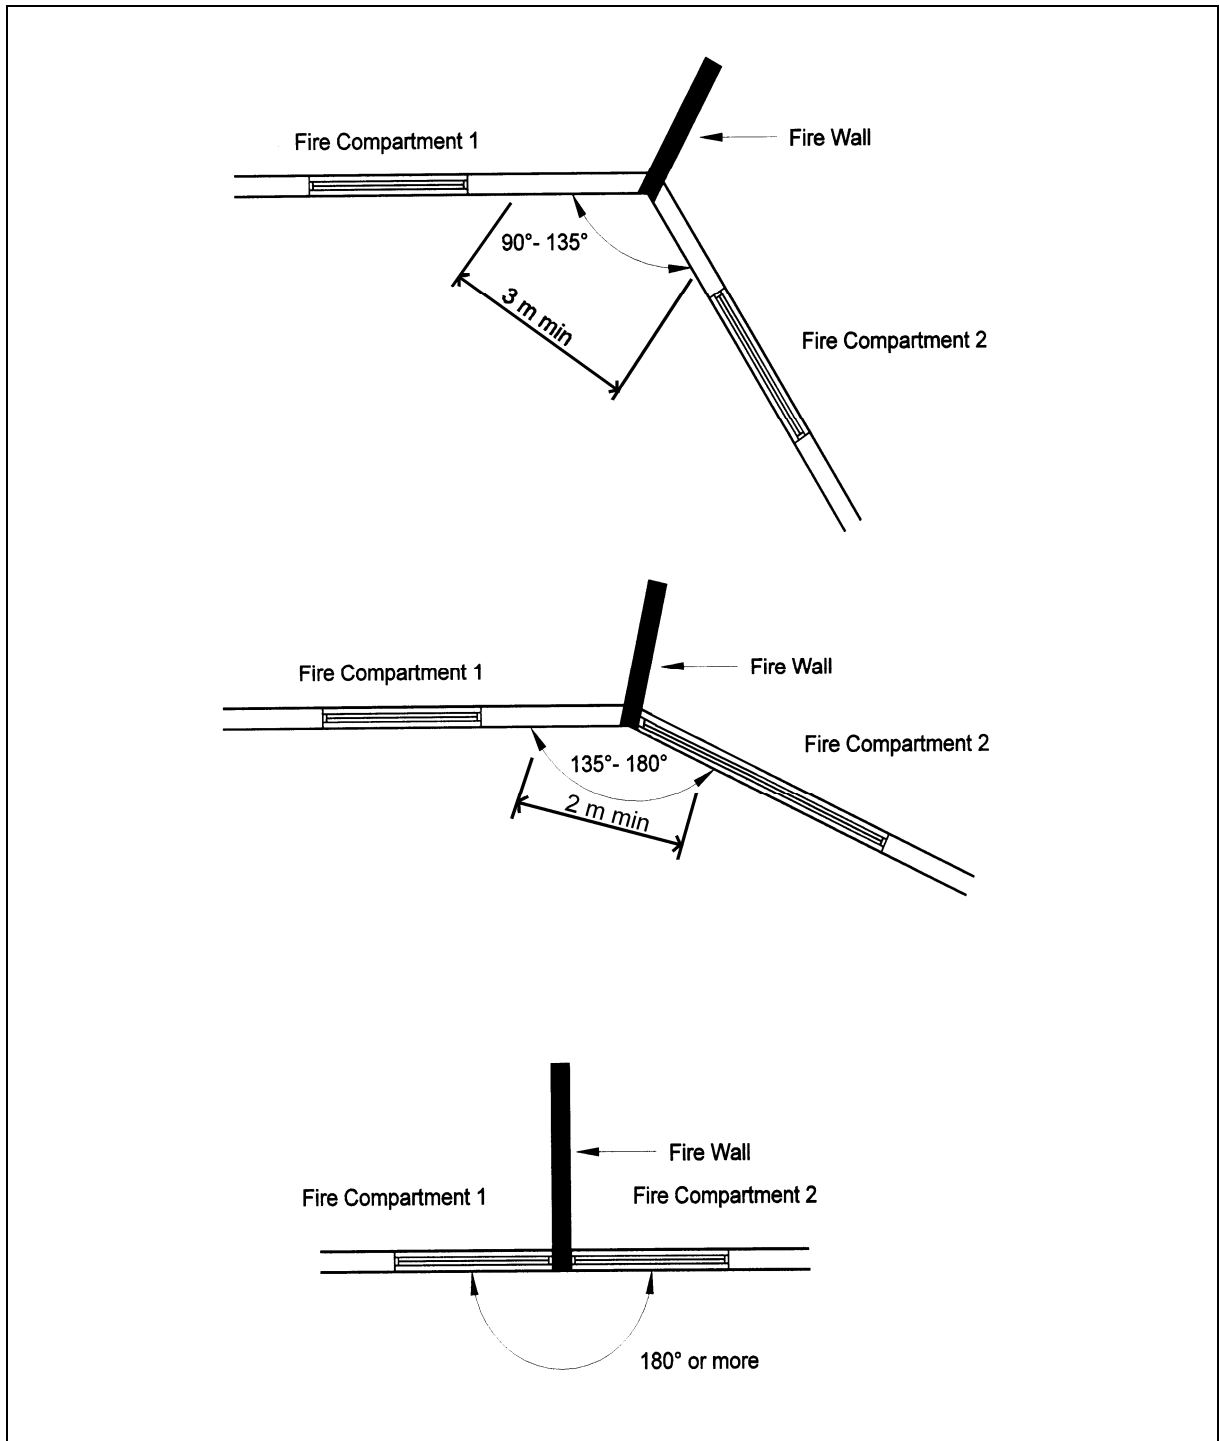 Fire Compartment 1
Fire Wall
90°- 135°
3 m min
Fire Compartment 2
Fire Compartment 1
Fire Wall
Fire Compartment 2
135°- 180°
2 m min
Fire Wall
Fire Compartment 1
Fire Compartment 2
180° or more